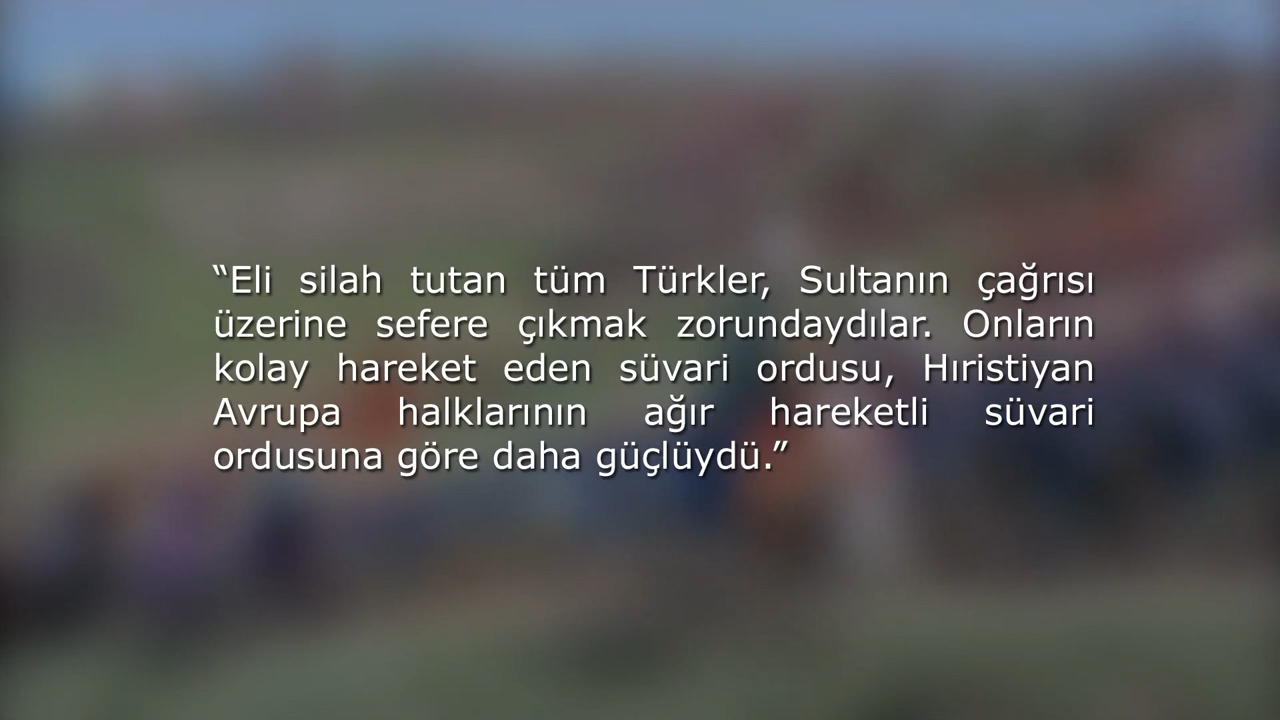 “Eli silah tutan tüm Türkler, Sultanın çağrısı
üzerine sefere çıkmak zorundaydılar. Onların
kolay hareket eden süvari ordusu, Hıristiyan
Avrupa halklarının ağır hareketli süvari
ordusuna göre daha güçlüydü.”